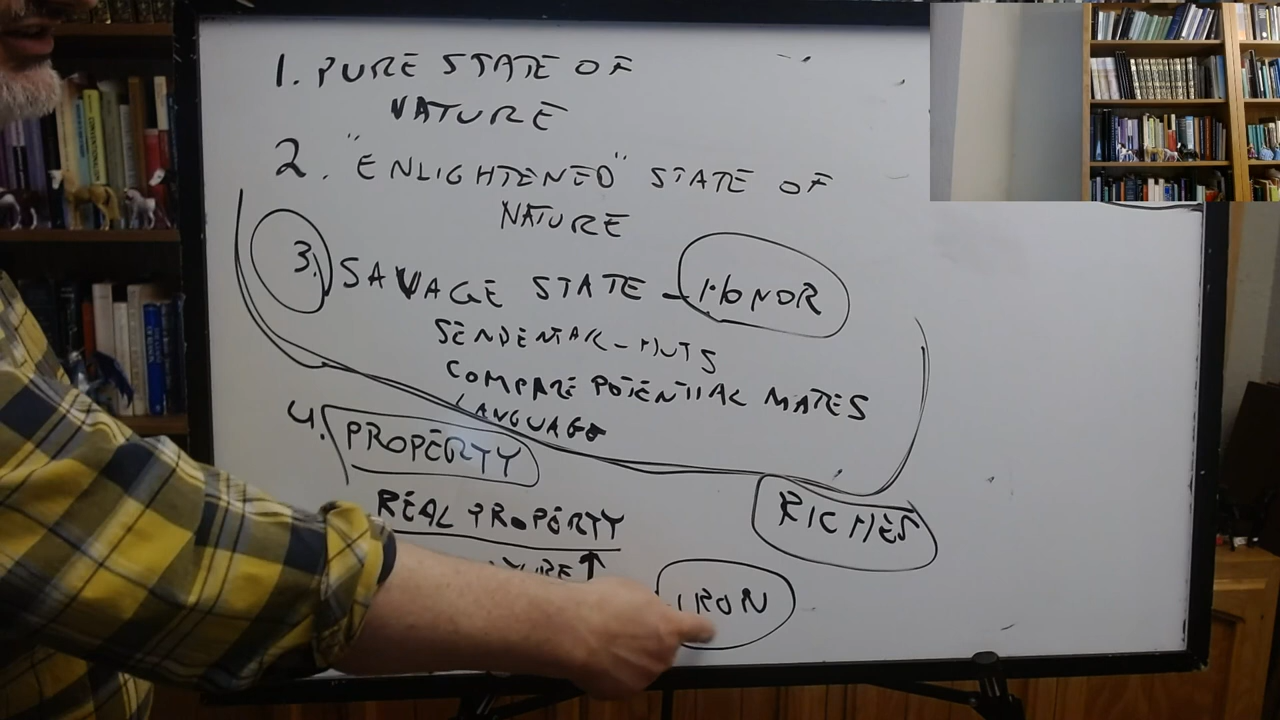 1. PURE STATE OF
NATURE
2. "ENLIGHTENED" STATE OF
NATURE
3. SAVAGE STATE - HONOR
SENDENTAR - HUTS
COMPARE POTENTIAL MATES
LANGUAGE
4. PROPERTY
REAL PROPERTY
RICHES
IRON